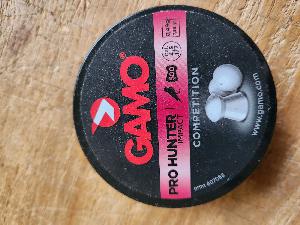 GAMO
PRO HUNTER
IMPACT
500
COMPETITION
www.gamo.com